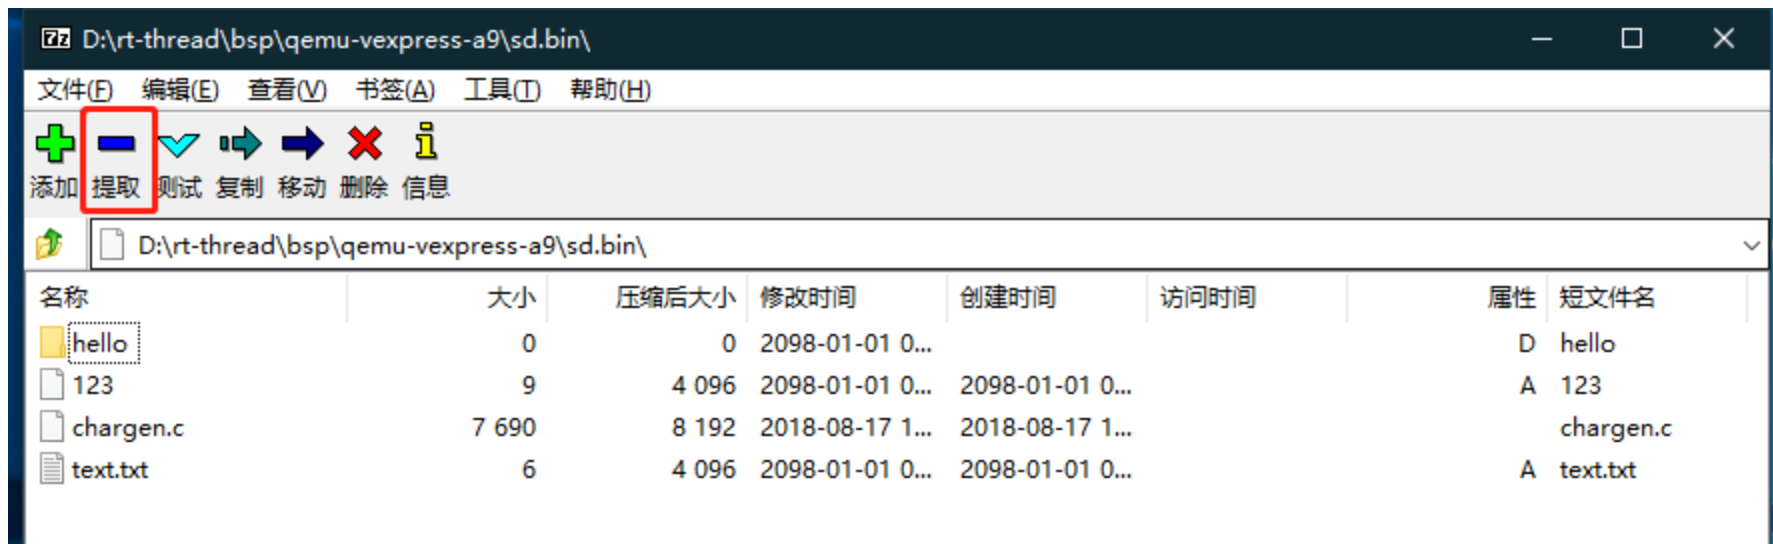 7z D:\rt-thread\bsp\qemu-vexpress-a9\sd.bin\
文件(F) 编辑(E) 查看(V) 书签(A) 工具(T) 帮助(H)
添加 提取 测试 复制 移动 删除 信息
D:\rt-thread\bsp\qemu-vexpress-a9\sd.bin\
名称 大小 压缩后大小 修改时间 创建时间 访问时间 属性 短文件名
hello 0 0 2098-01-01 0... D hello
123 9 4 096 2098-01-01 0... 2098-01-01 0... A 123
chargen.c 7 690 8 192 2018-08-17 1... 2018-08-17 1... chargen.c
text.txt 6 4 096 2098-01-01 0... 2098-01-01 0... A text.txt